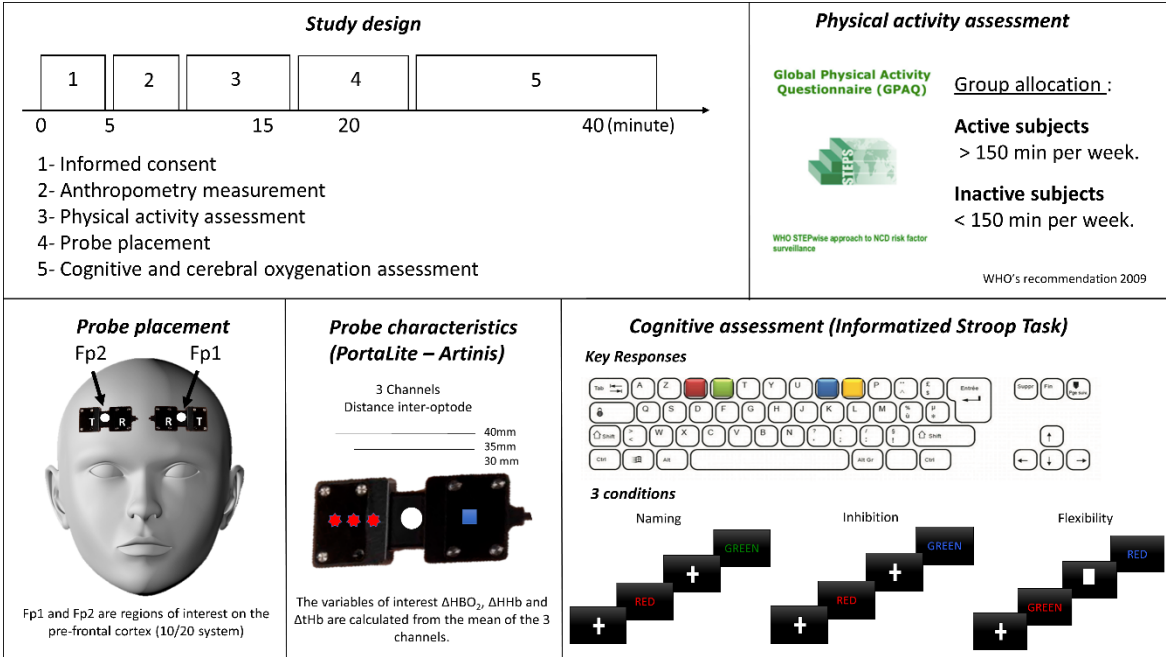 Study design
1 2 3 4 5
0 5 15 20 40 (minute)
1- Informed consent
2- Anthropometry measurement
3- Physical activity assessment
4- Probe placement
5- Cognitive and cerebral oxygenation assessment
Physical activity assessment
Global Physical Activity
Questionnaire (GPAQ)
STEPS
WHO STEPwise approach to NCD risk factor
surveillance
Group allocation :
Active subjects
> 150 min per week.
Inactive subjects
< 150 min per week.
WHO's recommendation 2009
Probe placement
Fp2 Fp1
T R R T
Fp1 and Fp2 are regions of interest on the
pre-frontal cortex (10/20 system)
Probe characteristics
(PortaLite – Artinis)
3 Channels
Distance inter-optode
40mm
35mm
30 mm
The variables of interest ΔHBO₂, ΔHHb and
ΔtHb are calculated from the mean of the 3
channels.
Cognitive assessment (Informatized Stroop Task)
Key Responses
Tab A Z T Y U P Entrée Suppr Fin
Q S D F G H J K L M
Shift W X C V B N Shift
Ctrl Alt Alt Gr Ctrl
3 conditions
Naming Inhibition Flexibility
GREEN GREEN RED
RED RED GREEN